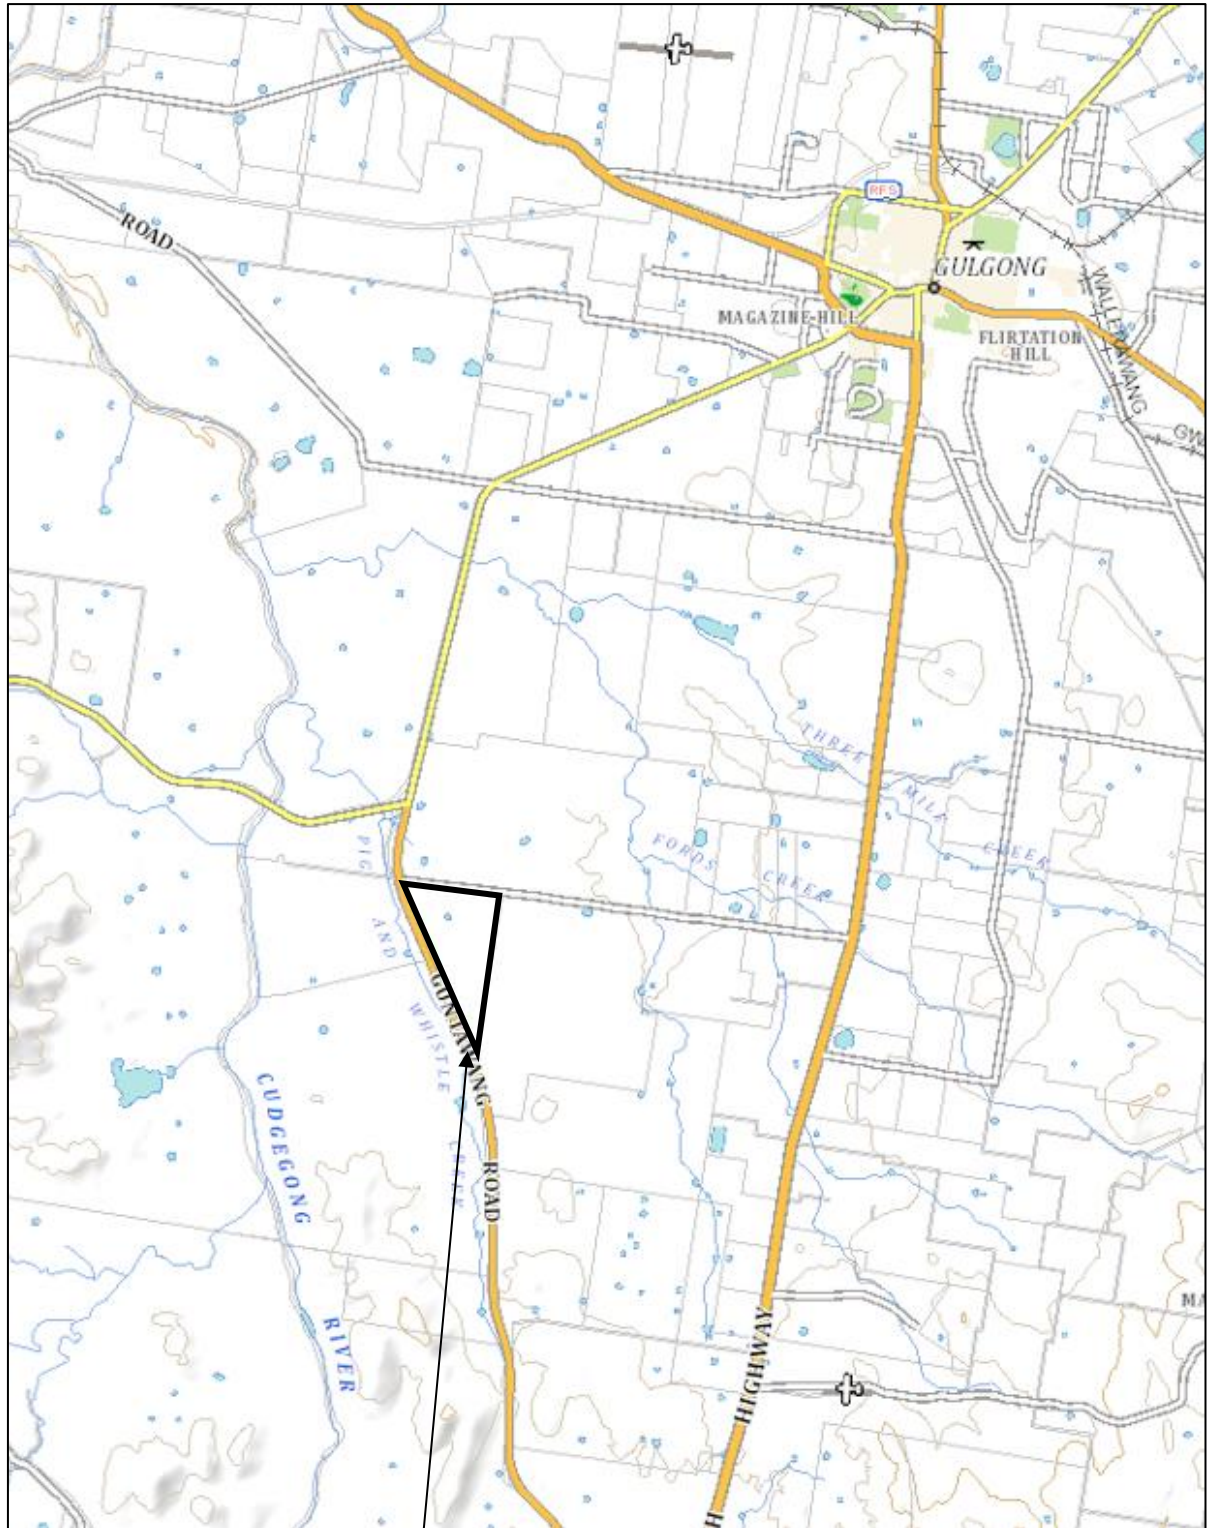 RFS
ROAD
GULGONG
WALLERAWANG
MAGAZINE HILL
FLIRTATION
HILL
THREE
MILE
CREEK
FORDS
CREEK
PIG
AND
WHISTLE
CREEK
GUNTAWANG
ROAD
CUDGEGONG
RIVER
HIGHWAY